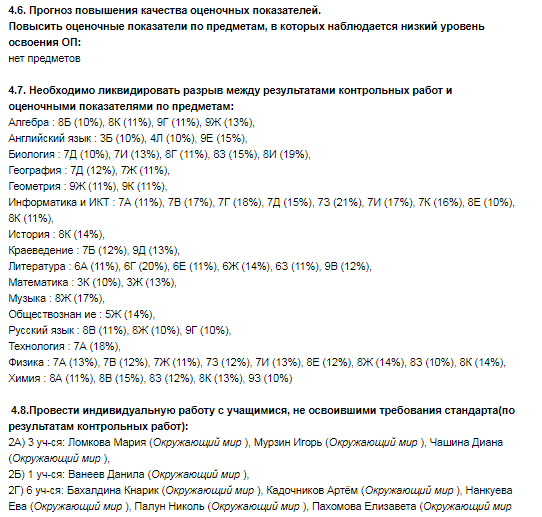 4.6. Прогноз повышения качества оценочных показателей.
Повысить оценочные показатели по предметам, в которых наблюдается низкий уровень
освоения ОП:
нет предметов
4.7. Необходимо ликвидировать разрыв между результатами контрольных работ и
оценочными показателями по предметам:
Алгебра : 8Б (10%), 8К (11%), 9Г (11%), 9Ж (13%),
Английский язык : 3Б (10%), 4Л (10%), 9Е (15%),
Биология : 7Д (10%), 7И (13%), 8Г (11%), 8З (15%), 8И (19%),
География : 7Д (12%), 7Ж (11%),
Геометрия : 9Ж (11%), 9К (11%),
Информатика и ИКТ : 7А (11%), 7В (17%), 7Г (18%), 7Д (15%), 7З (21%), 7И (17%), 7К (16%), 8Е (10%),
8К (11%),
История : 8К (14%),
Краеведение : 7Б (12%), 9Д (13%),
Литература : 6А (11%), 6Г (20%), 6Е (11%), 6Ж (14%), 6З (11%), 9В (12%),
Математика : 3К (10%), 3Ж (13%),
Музыка : 8Ж (17%),
Обществознан ие : 5Ж (14%),
Русский язык : 8В (11%), 8Ж (10%), 9Г (10%),
Технология : 7А (18%),
Физика : 7А (13%), 7В (12%), 7Ж (11%), 7З (12%), 7И (13%), 8Е (12%), 8Ж (14%), 8З (10%), 8К (14%),
Химия : 8А (11%), 8В (15%), 8З (12%), 8К (13%), 9З (10%)
4.8.Провести индивидуальную работу с учащимися, не освоившими требования стандарта(по
результатам контрольных работ):
2А) 3 уч-ся: Ломкова Мария (Окружающий мир ), Мурзин Игорь (Окружающий мир ), Чашина Диана
(Окружающий мир ),
2Б) 1 уч-ся: Ванеев Данила (Окружающий мир ),
2Г) 6 уч-ся: Бахалдина Кнарик (Окружающий мир ), Кадочников Артём (Окружающий мир ), Нанкуева
Ева (Окружающий мир ), Палун Николь (Окружающий мир ), Пахомова Елизавета (Окружающий мир